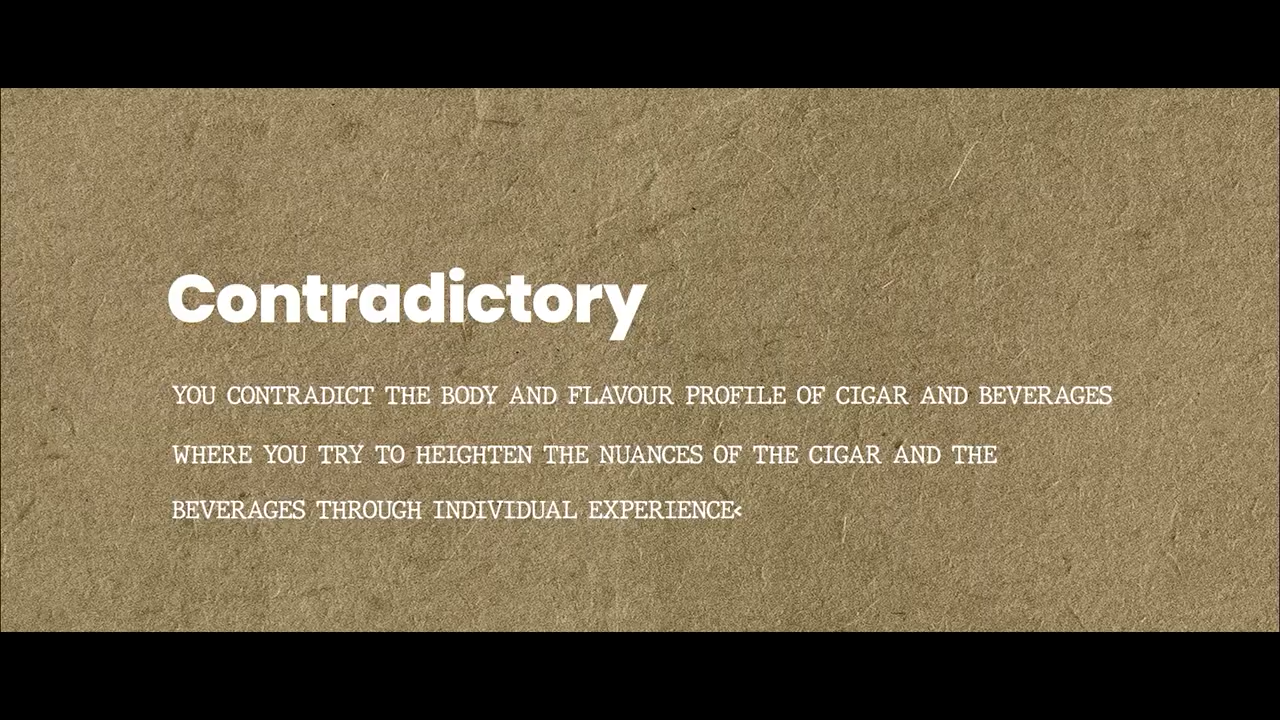 Contradictory
YOU CONTRADICT THE BODY AND FLAVOUR PROFILE OF CIGAR AND BEVERAGES
WHERE YOU TRY TO HEIGHTEN THE NUANCES OF THE CIGAR AND THE
BEVERAGES THROUGH INDIVIDUAL EXPERIENCE<